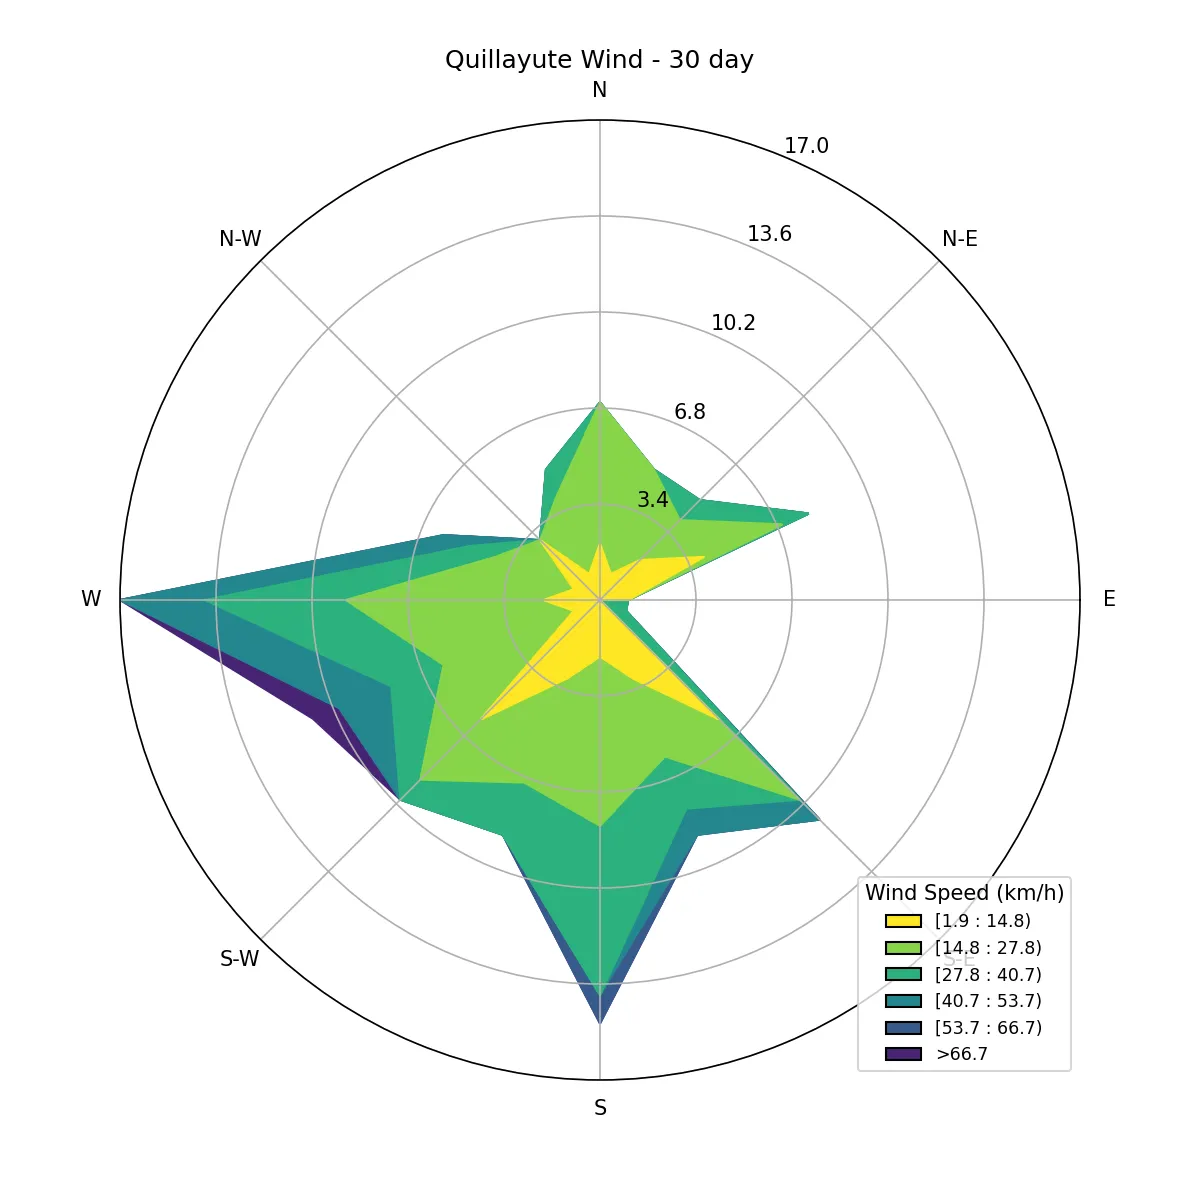 Quillayute Wind - 30 day
N
17.0
N-W
13.6
N-E
10.2
6.8
3.4
W
E
S-W
S-E
S
Wind Speed (km/h)
[1.9 : 14.8)
[14.8 : 27.8)
[27.8 : 40.7)
[40.7 : 53.7)
[53.7 : 66.7)
>66.7